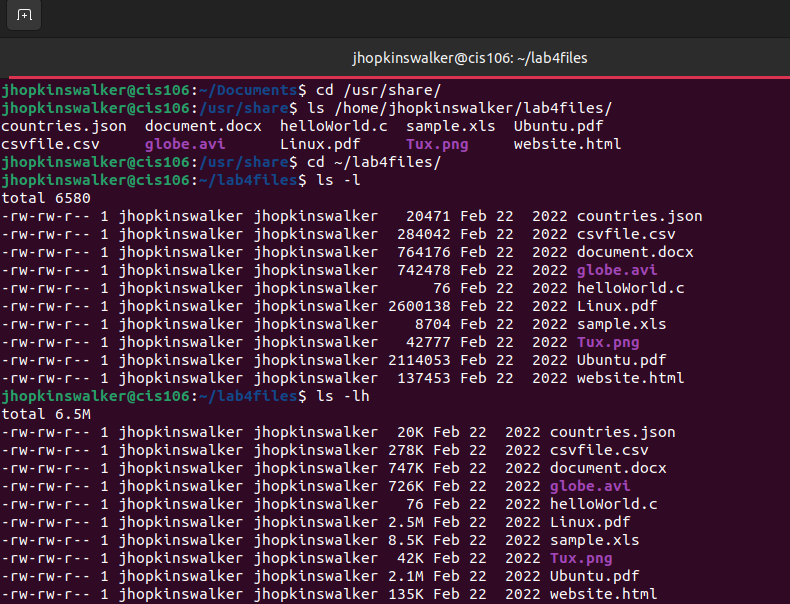 jhopkinswalker@cis106: ~/lab4files
jhopkinswalker@cis106:~/Documents$ cd /usr/share/
jhopkinswalker@cis106:/usr/share$ ls /home/jhopkinswalker/lab4files/
countries.json  document.docx  helloWorld.c  sample.xls  Ubuntu.pdf
csvfile.csv     globe.avi      Linux.pdf     Tux.png     website.html
jhopkinswalker@cis106:/usr/share$ cd ~/lab4files/
jhopkinswalker@cis106:~/lab4files$ ls -l
total 6580
-rw-rw-r-- 1 jhopkinswalker jhopkinswalker   20471 Feb 22  2022 countries.json
-rw-rw-r-- 1 jhopkinswalker jhopkinswalker  284042 Feb 22  2022 csvfile.csv
-rw-rw-r-- 1 jhopkinswalker jhopkinswalker  764176 Feb 22  2022 document.docx
-rw-rw-r-- 1 jhopkinswalker jhopkinswalker  742478 Feb 22  2022 globe.avi
-rw-rw-r-- 1 jhopkinswalker jhopkinswalker      76 Feb 22  2022 helloWorld.c
-rw-rw-r-- 1 jhopkinswalker jhopkinswalker 2600138 Feb 22  2022 Linux.pdf
-rw-rw-r-- 1 jhopkinswalker jhopkinswalker    8704 Feb 22  2022 sample.xls
-rw-rw-r-- 1 jhopkinswalker jhopkinswalker   42777 Feb 22  2022 Tux.png
-rw-rw-r-- 1 jhopkinswalker jhopkinswalker 2114053 Feb 22  2022 Ubuntu.pdf
-rw-rw-r-- 1 jhopkinswalker jhopkinswalker  137453 Feb 22  2022 website.html
jhopkinswalker@cis106:~/lab4files$ ls -lh
total 6.5M
-rw-rw-r-- 1 jhopkinswalker jhopkinswalker  20K Feb 22  2022 countries.json
-rw-rw-r-- 1 jhopkinswalker jhopkinswalker 278K Feb 22  2022 csvfile.csv
-rw-rw-r-- 1 jhopkinswalker jhopkinswalker 747K Feb 22  2022 document.docx
-rw-rw-r-- 1 jhopkinswalker jhopkinswalker 726K Feb 22  2022 globe.avi
-rw-rw-r-- 1 jhopkinswalker jhopkinswalker   76 Feb 22  2022 helloWorld.c
-rw-rw-r-- 1 jhopkinswalker jhopkinswalker 2.5M Feb 22  2022 Linux.pdf
-rw-rw-r-- 1 jhopkinswalker jhopkinswalker 8.5K Feb 22  2022 sample.xls
-rw-rw-r-- 1 jhopkinswalker jhopkinswalker  42K Feb 22  2022 Tux.png
-rw-rw-r-- 1 jhopkinswalker jhopkinswalker 2.1M Feb 22  2022 Ubuntu.pdf
-rw-rw-r-- 1 jhopkinswalker jhopkinswalker 135K Feb 22  2022 website.html